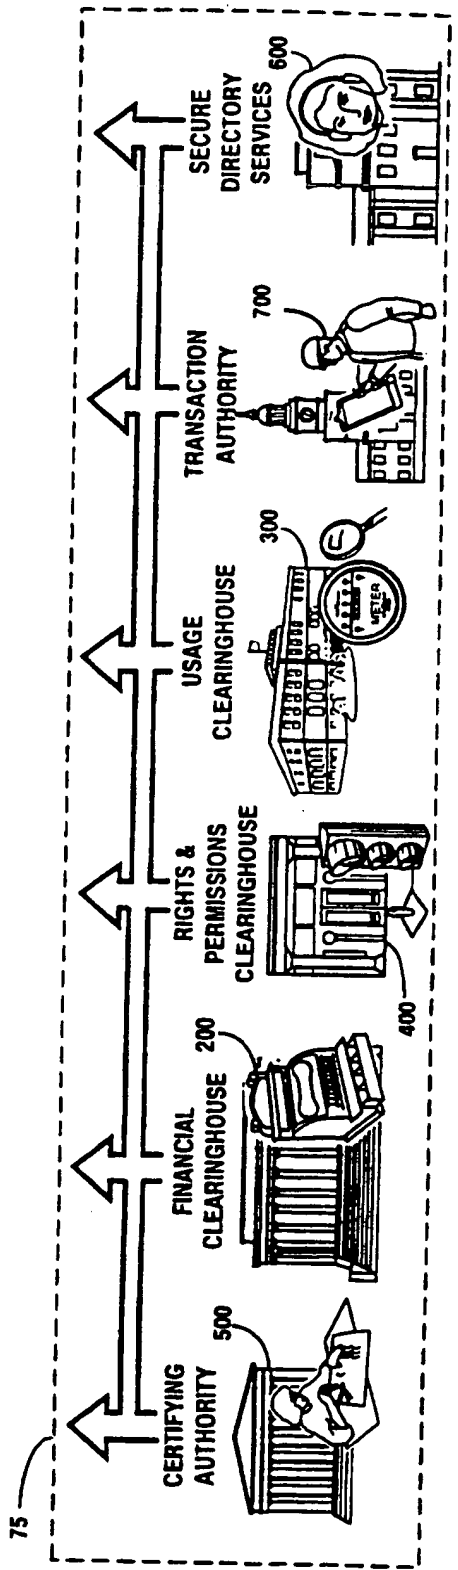 75
CERTIFYING
AUTHORITY
500
FINANCIAL
CLEARINGHOUSE
200
RIGHTS &
PERMISSIONS
CLEARINGHOUSE
400
USAGE
CLEARINGHOUSE
300
METER
TRANSACTION
AUTHORITY
700
SECURE
DIRECTORY
SERVICES
600